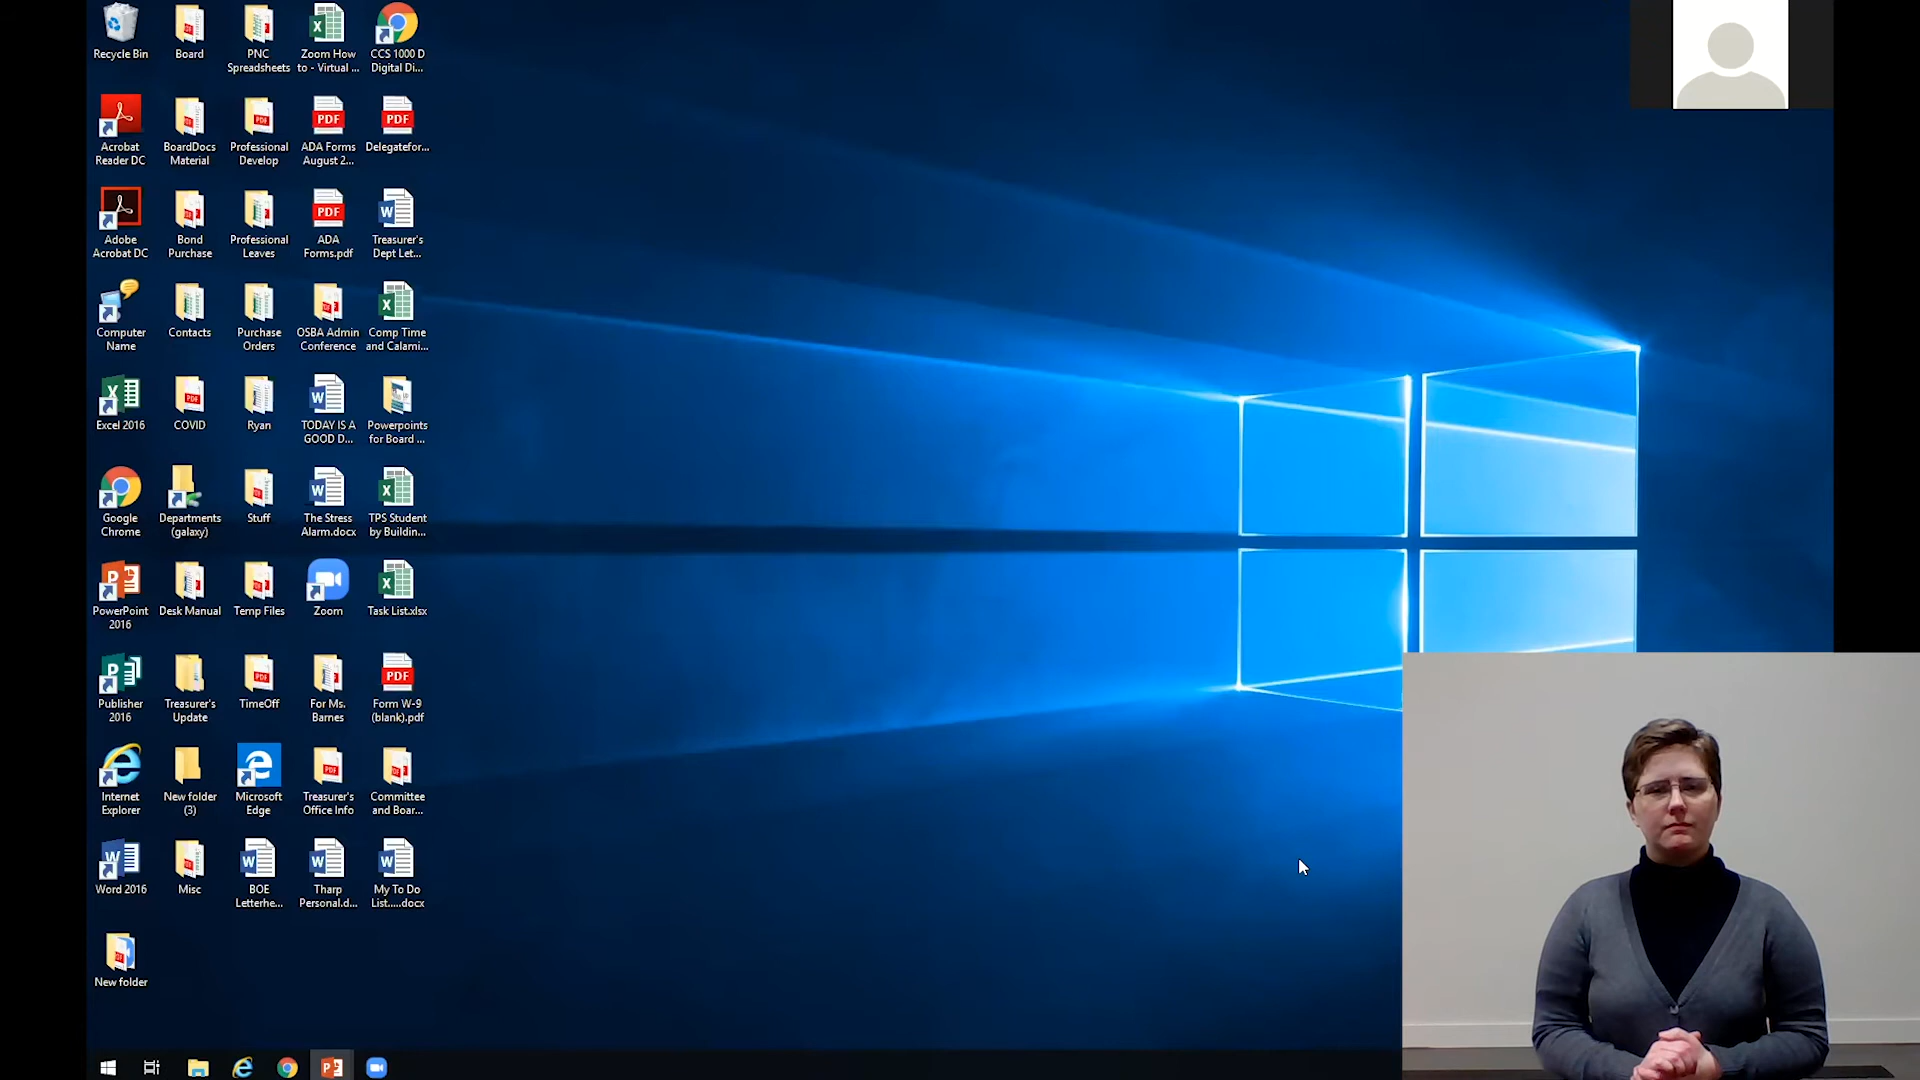 Recycle Bin
Board
PNC
Spreadsheets
Zoom How
to - Virtual ...
CCS 1000 D
Digital Di...
Acrobat
Reader DC
BoardDocs
Material
Professional
Develop
PDF
ADA Forms
August 2...
PDF
Delegatefor...
Adobe
Acrobat DC
Bond
Purchase
Professional
Leaves
PDF
ADA
Forms.pdf
Treasurer's
Dept Let...
Computer
Name
Contacts
Purchase
Orders
OSBA Admin
Conference
Comp Time
and Calami...
Excel 2016
COVID
Ryan
TODAY IS A
GOOD D...
Powerpoints
for Board ...
Google
Chrome
Departments
(galaxy)
Stuff
The Stress
Alarm.docx
TPS Student
by Buildin...
PowerPoint
2016
Desk Manual
Temp Files
Zoom
Task List.xlsx
Publisher
2016
Treasurer's
Update
TimeOff
For Ms.
Barnes
PDF
Form W-9
(blank).pdf
Internet
Explorer
New folder
(3)
Microsoft
Edge
Treasurer's
Office Info
Committee
and Boar...
Word 2016
Misc
BOE
Letterhe...
Tharp
Personal.d...
My To Do
List.....docx
New folder